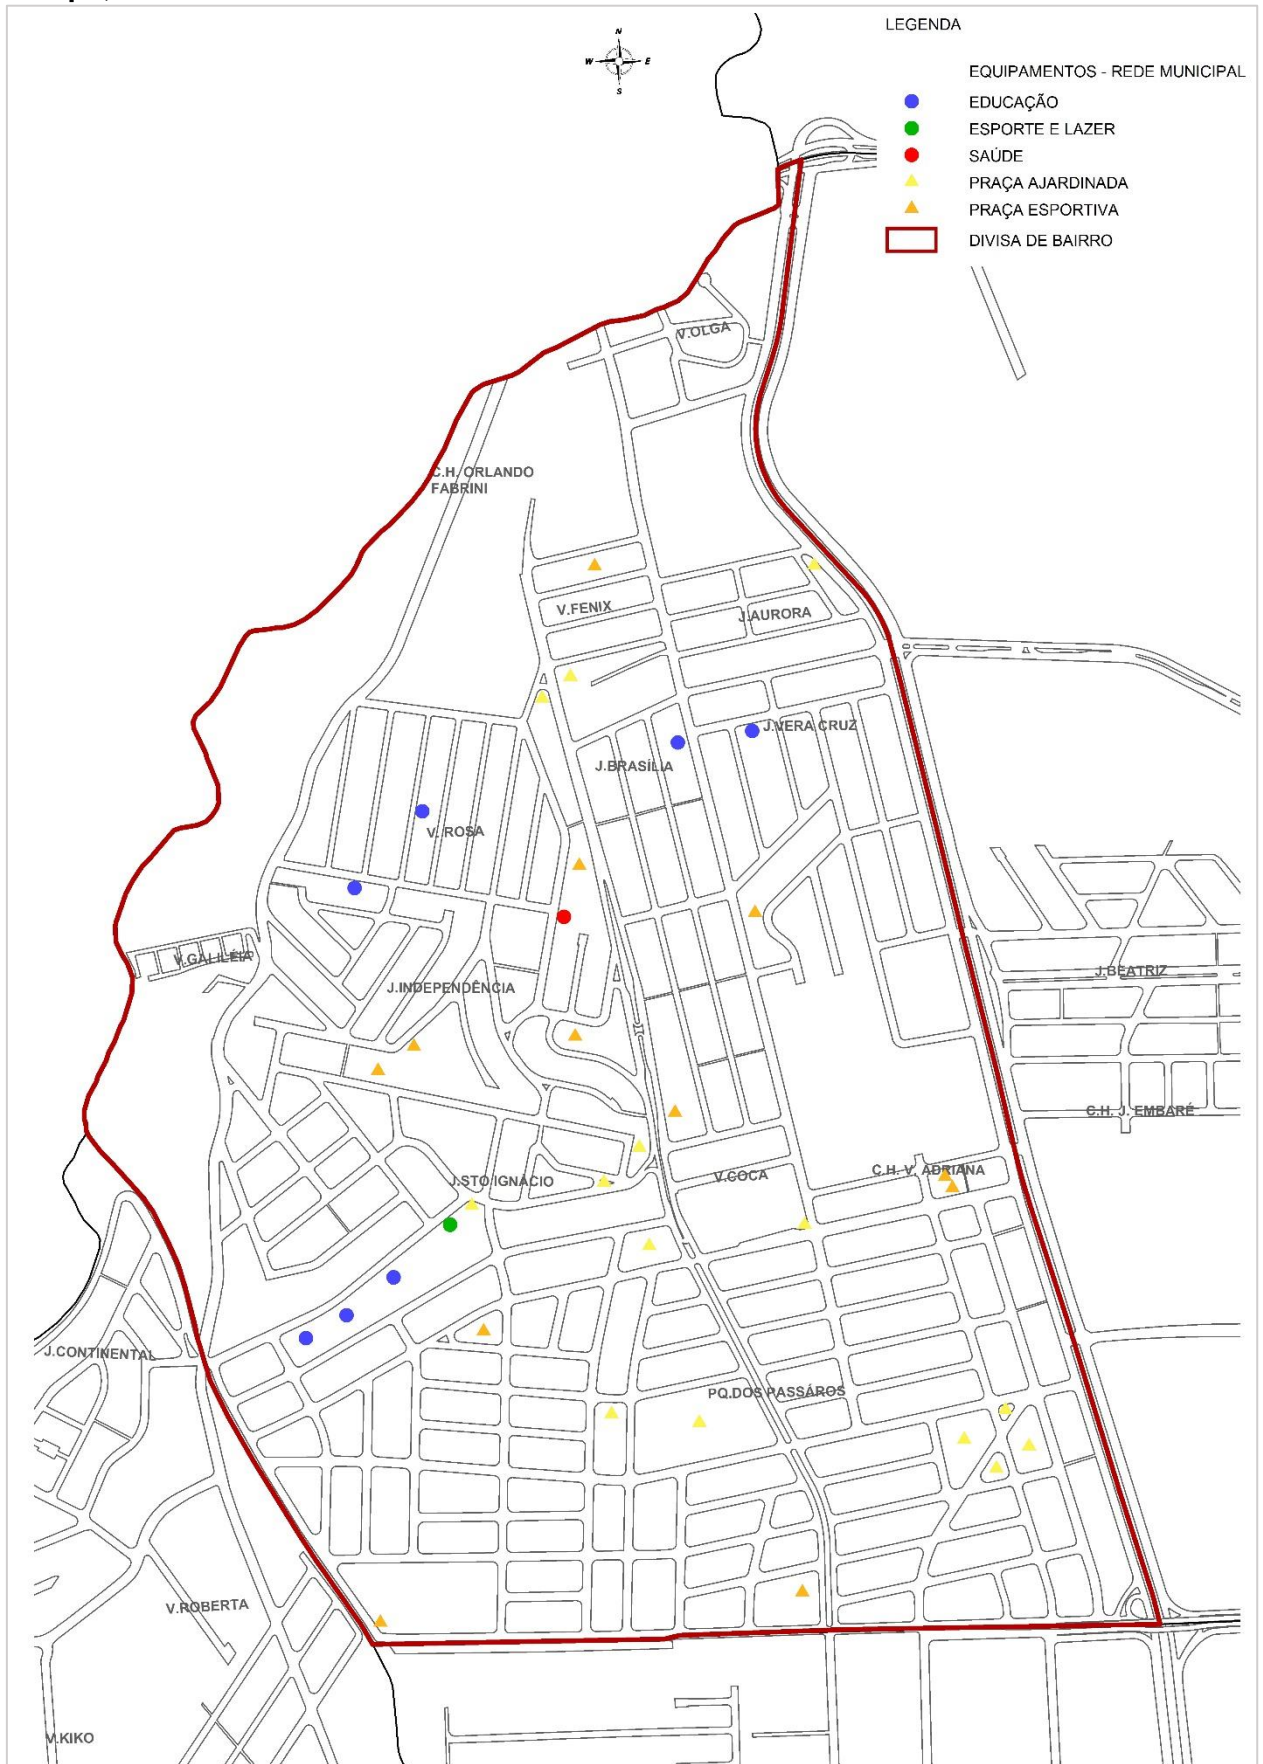 LEGENDA
N
W E
S
EQUIPAMENTOS - REDE MUNICIPAL
EDUCAÇÃO
ESPORTE E LAZER
SAÚDE
PRAÇA AJARDINADA
PRAÇA ESPORTIVA
DIVISA DE BAIRRO
V.OLGA
C.H. ORLANDO
FABRINI
V.FENIX
J.AURORA
J.VERA CRUZ
J.BRASÍLIA
V. ROSA
V.GALILÉIA
J.BEATRIZ
J.INDEPENDÊNCIA
C.H. J. EMBARÉ
C.H. V. ADRIANA
V.COCA
J.STO IGNÁCIO
J.CONTINENTAL
PQ.DOS PASSÁROS
V.ROBERTA
V.KIKO